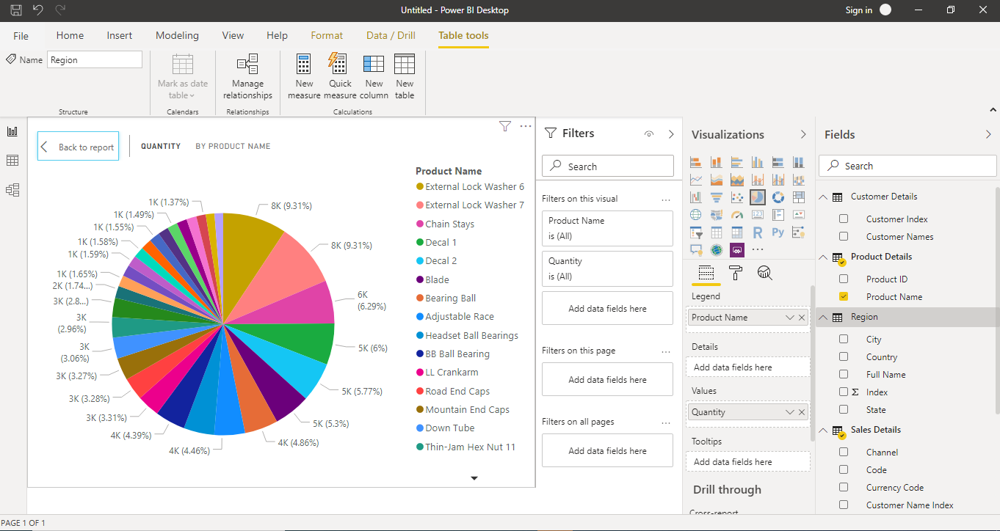 Untitled - Power BI Desktop
Sign in
File
Home
Insert
Modeling
View
Help
Format
Data / Drill
Table tools
Name
Region
Mark as date
table
Manage
relationships
New
measure
Quick
measure
New
column
New
table
Structure
Calendars
Relationships
Calculations
Back to report
QUANTITY
BY PRODUCT NAME
8K (9.31%)
8K (9.31%)
6K
(6.29%)
5K (6%)
5K (5.77%)
5K (5.3%)
4K (4.86%)
4K (4.46%)
4K (4.39%)
3K (3.31%)
3K (3.28%)
3K (3.27%)
3K
(3.06%)
3K
(2.96%)
3K (2.8...)
2K (1.74...)
1K (1.65%)
1K (1.59%)
1K (1.58%)
1K (1.55%)
1K (1.49%)
1K (1.37%)
Product Name
External Lock Washer 6
External Lock Washer 7
Chain Stays
Decal 1
Decal 2
Blade
Bearing Ball
Adjustable Race
Headset Ball Bearings
BB Ball Bearing
LL Crankarm
Road End Caps
Mountain End Caps
Down Tube
Thin-Jam Hex Nut 11
Filters
Search
Filters on this visual
...
Product Name
is (All)
Quantity
is (All)
Add data fields here
Filters on this page
...
Add data fields here
Filters on all pages
...
Add data fields here
Visualizations
123
R
Py
...
Legend
Product Name
Details
Add data fields here
Values
Quantity
Tooltips
Add data fields here
Drill through
Cross-report
Fields
Search
Customer Details
Customer Index
Customer Names
Product Details
Product ID
Product Name
Region
City
Country
Full Name
Σ Index
State
Sales Details
Channel
Code
Currency Code
Customer Name Index
PAGE 1 OF 1